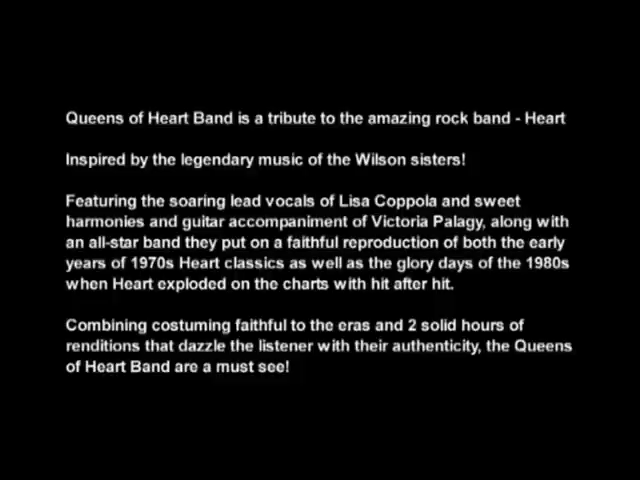 Queens of Heart Band is a tribute to the amazing rock band - Heart
Inspired by the legendary music of the Wilson sisters!
Featuring the soaring lead vocals of Lisa Coppola and sweet
harmonies and guitar accompaniment of Victoria Palagy, along with
an all-star band they put on a faithful reproduction of both the early
years of 1970s Heart classics as well as the glory days of the 1980s
when Heart exploded on the charts with hit after hit.
Combining costuming faithful to the eras and 2 solid hours of
renditions that dazzle the listener with their authenticity, the Queens
of Heart Band are a must see!